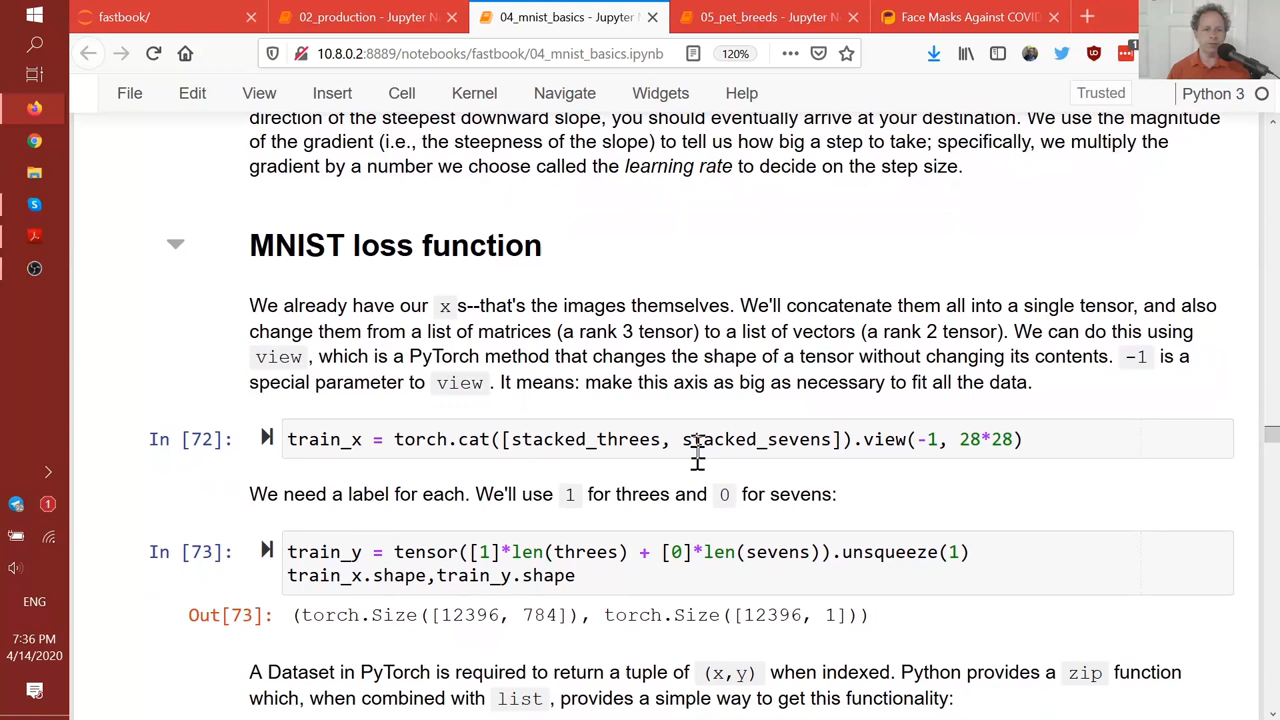 fastbook/
02_production - Jupyter N
04_mnist_basics - Jupyter N
05_pet_breeds - Jupyter N
Face Masks Against COVID
10.8.0.2:8889/notebooks/fastbook/04_mnist_basics.ipynb
120%
1
File Edit View Insert Cell Kernel Navigate Widgets Help
Trusted
Python 3
direction of the steepest downward slope, you should eventually arrive at your destination. We use the magnitude
of the gradient (i.e., the steepness of the slope) to tell us how big a step to take; specifically, we multiply the
gradient by a number we choose called the learning rate to decide on the step size.
MNIST loss function
We already have our x s--that's the images themselves. We'll concatenate them all into a single tensor, and also
change them from a list of matrices (a rank 3 tensor) to a list of vectors (a rank 2 tensor). We can do this using
view , which is a PyTorch method that changes the shape of a tensor without changing its contents. -1 is a
special parameter to view . It means: make this axis as big as necessary to fit all the data.
In [72]: train_x = torch.cat([stacked_threes, stacked_sevens]).view(-1, 28*28)
We need a label for each. We'll use 1 for threes and 0 for sevens:
In [73]: train_y = tensor([1]*len(threes) + [0]*len(sevens)).unsqueeze(1)
train_x.shape,train_y.shape
Out[73]: (torch.Size([12396, 784]), torch.Size([12396, 1]))
A Dataset in PyTorch is required to return a tuple of (x,y) when indexed. Python provides a zip function
which, when combined with list , provides a simple way to get this functionality:
1
ENG
7:36 PM
4/14/2020